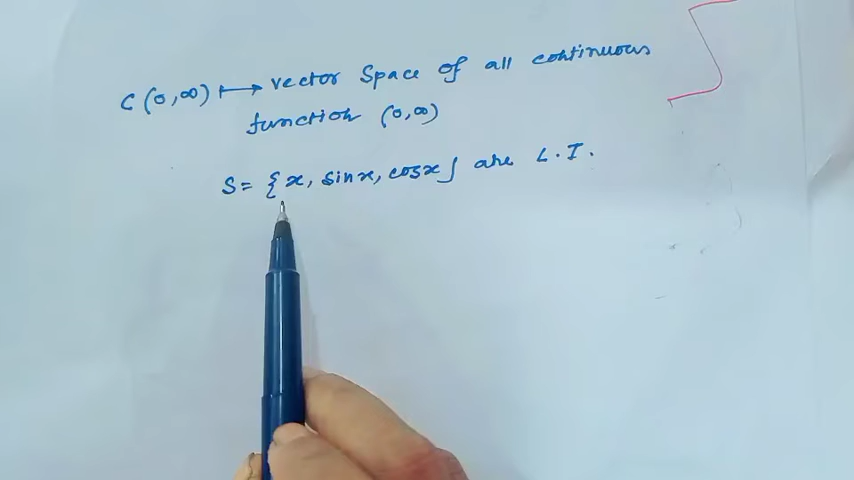 C(0,∞) ↦ vector Space of all continuous
function (0,∞)
S= {x, sinx, cosx} are L.I.